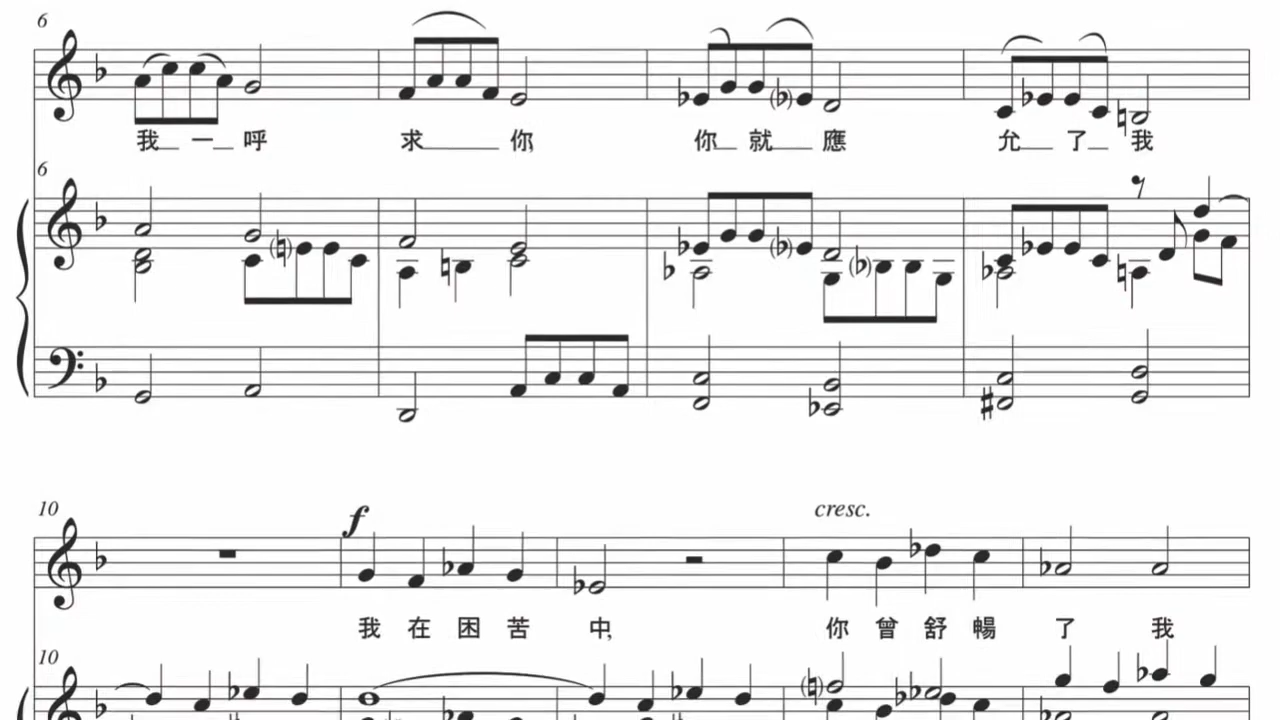 6
我 一 呼 求 你, 你 就 應 允 了 我
6
10
f
cresc.
我 在 困 苦 中, 你 曾 舒 暢 了 我
10